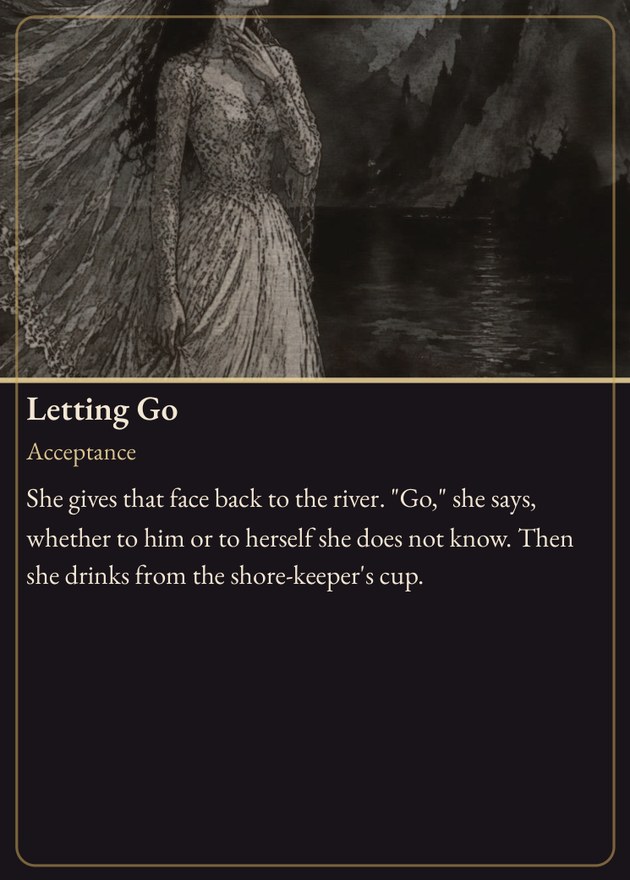 Letting Go
Acceptance
She gives that face back to the river. "Go," she says,
whether to him or to herself she does not know. Then
she drinks from the shore-keeper's cup.